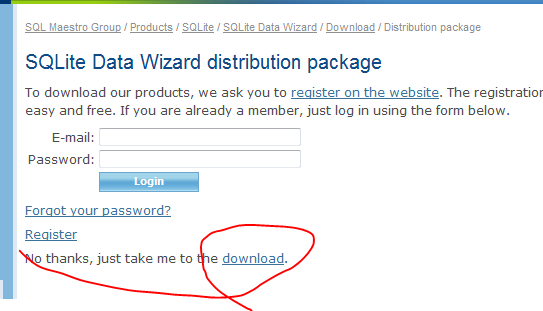 SQL Maestro Group / Products / SQLite / SQLite Data Wizard / Download / Distribution package
SQLite Data Wizard distribution package
To download our products, we ask you to register on the website. The registration
easy and free. If you are already a member, just log in using the form below.
E-mail:
Password:
Login
Forgot your password?
Register
No thanks, just take me to the download.